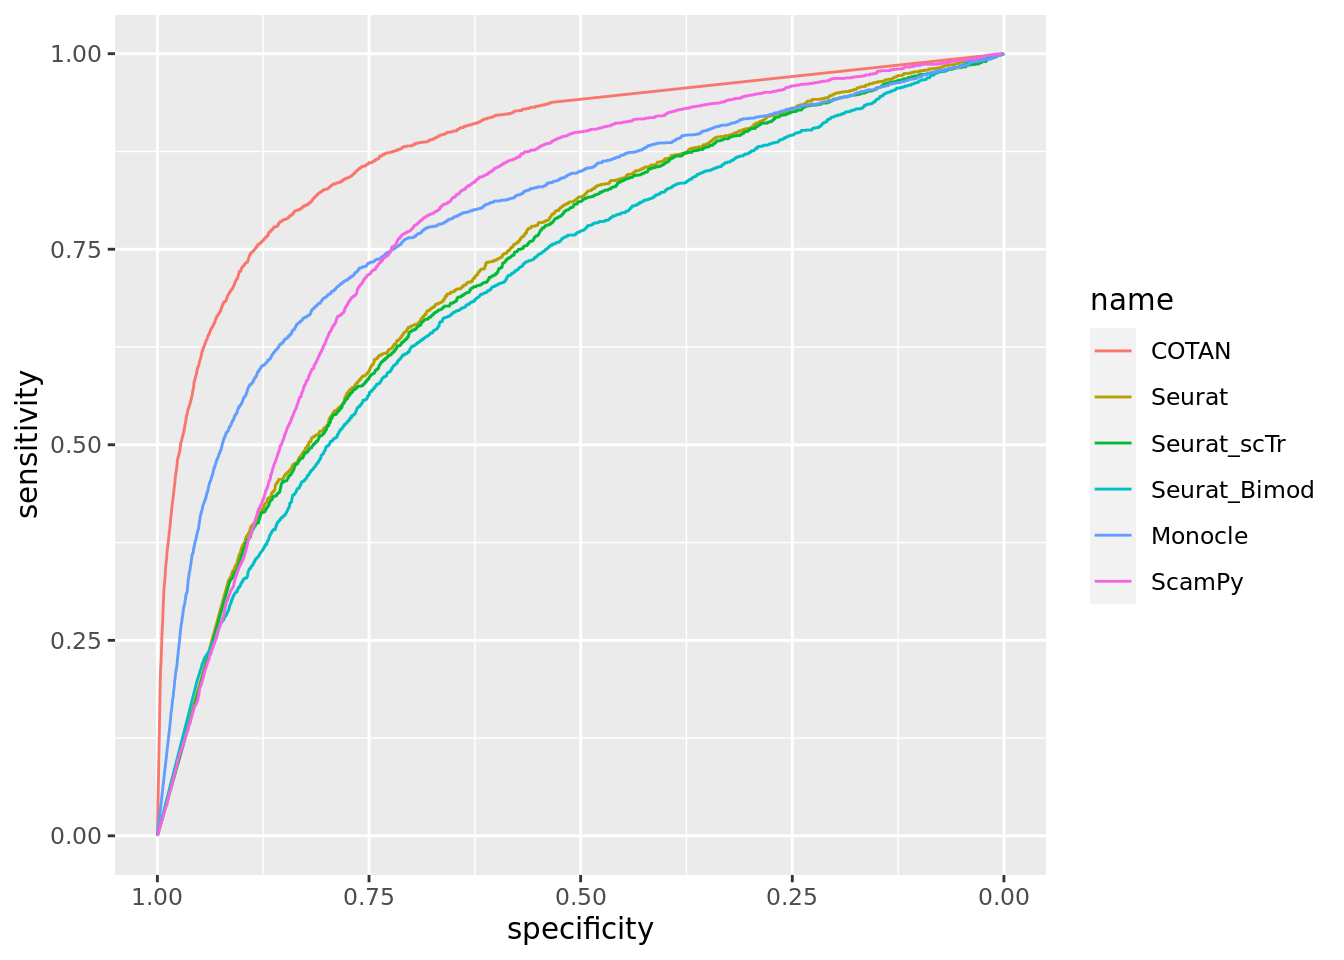 1.00
0.75
0.50
0.25
0.00
sensitivity
1.00 0.75 0.50 0.25 0.00
specificity
name
COTAN
Seurat
Seurat_scTr
Seurat_Bimod
Monocle
ScamPy